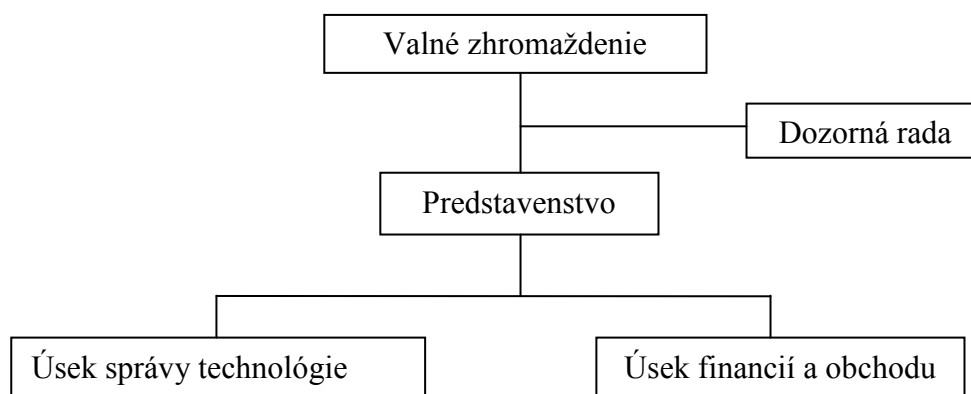 Valné zhromaždenie
Dozorná rada
Predstavenstvo
Úsek správy technológie
Úsek financií a obchodu